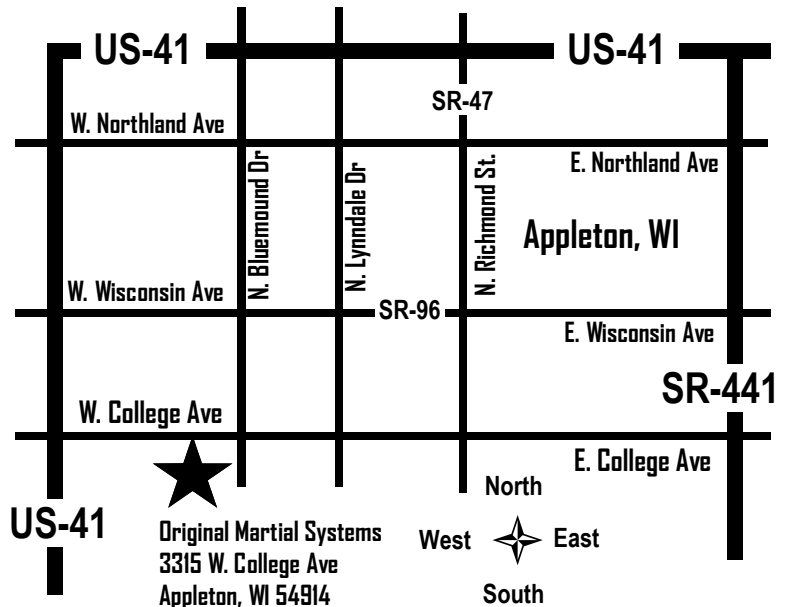 US-41
US-41
SR-47
W. Northland Ave
E. Northland Ave
N. Bluemound Dr
N. Lynndale Dr
N. Richmond St.
Appleton, WI
W. Wisconsin Ave
SR-96
E. Wisconsin Ave
SR-441
W. College Ave
E. College Ave
US-41
Original Martial Systems
3315 W. College Ave
Appleton, WI 54914
North
West
East
South